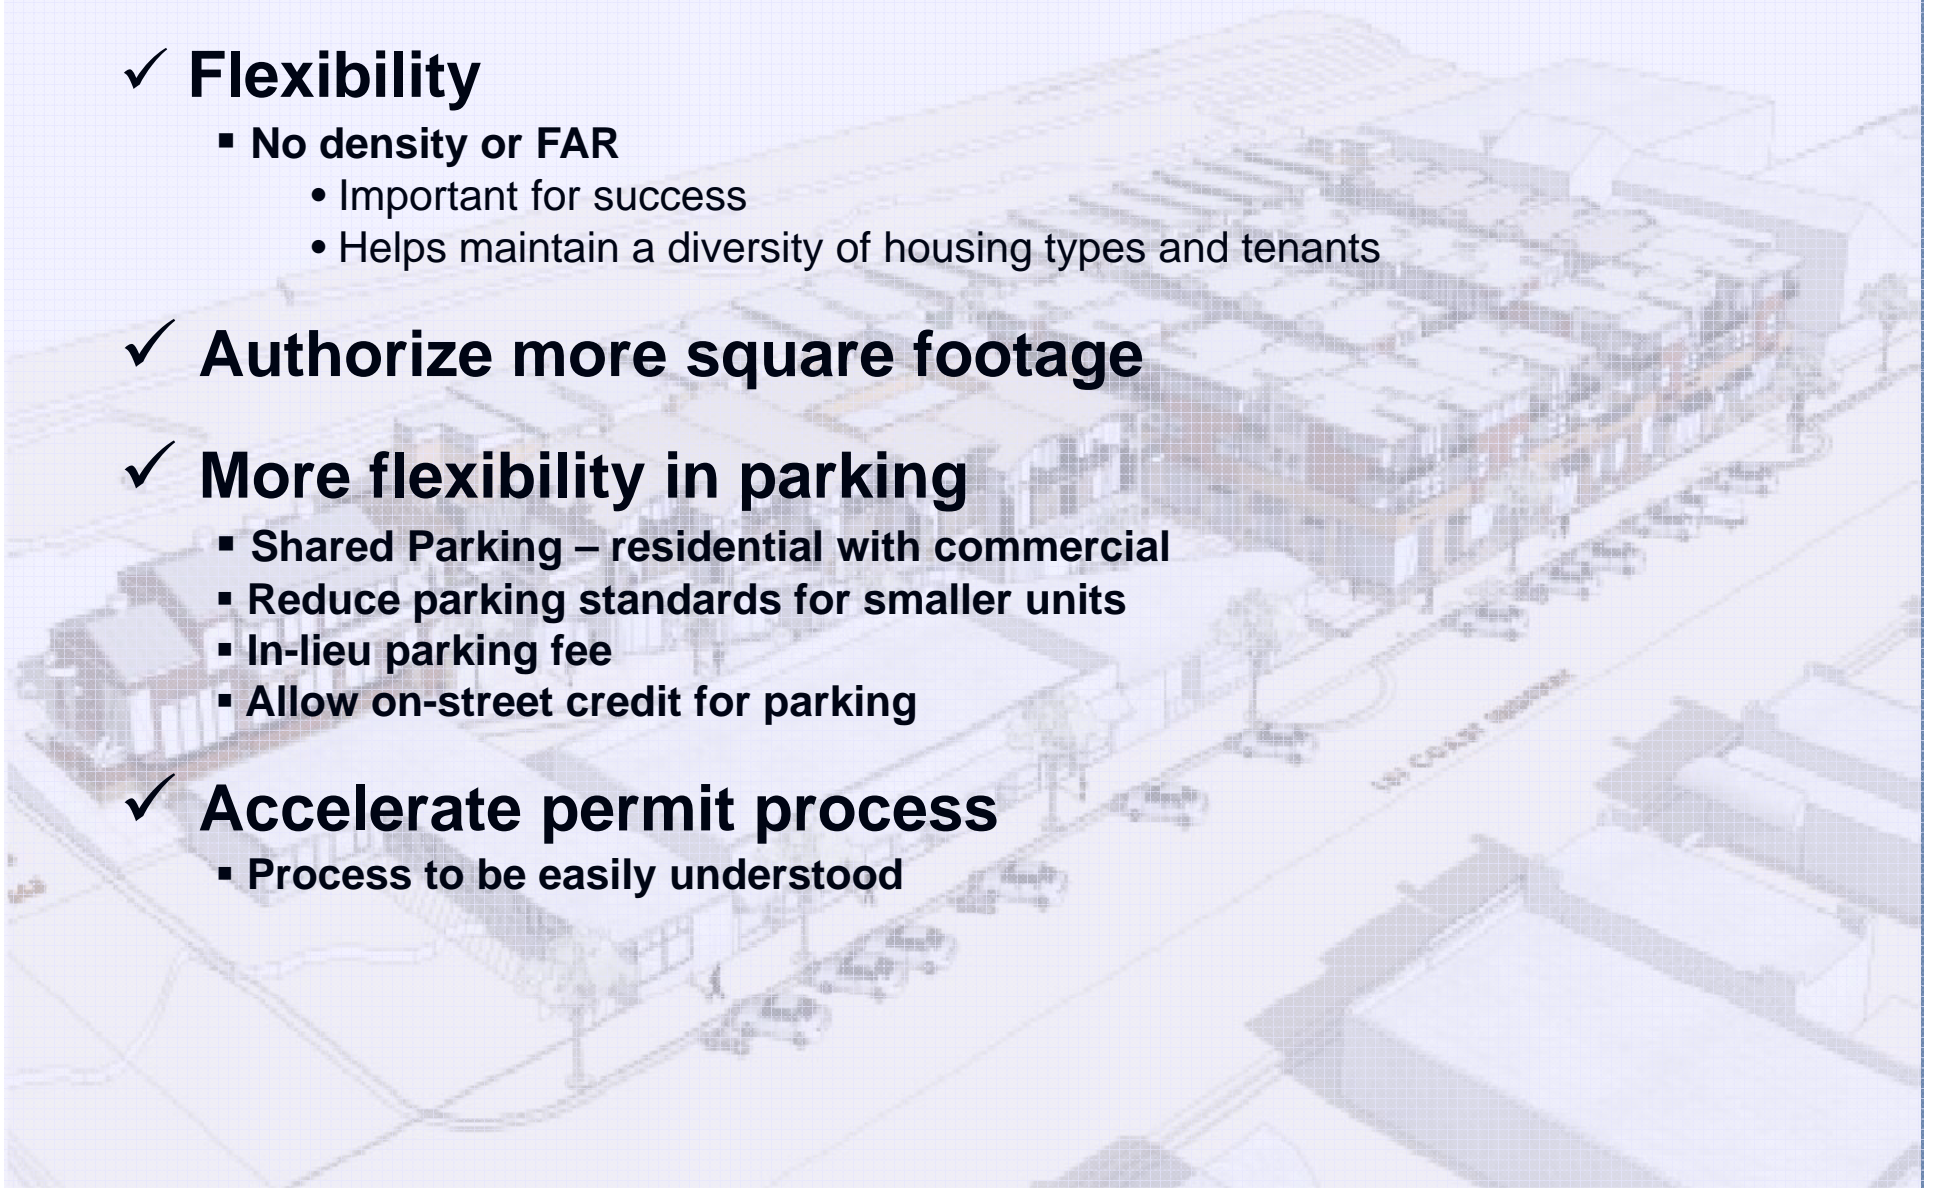 ✓ Flexibility
▪ No density or FAR
• Important for success
• Helps maintain a diversity of housing types and tenants
✓ Authorize more square footage
✓ More flexibility in parking
▪ Shared Parking – residential with commercial
▪ Reduce parking standards for smaller units
▪ In-lieu parking fee
▪ Allow on-street credit for parking
✓ Accelerate permit process
▪ Process to be easily understood